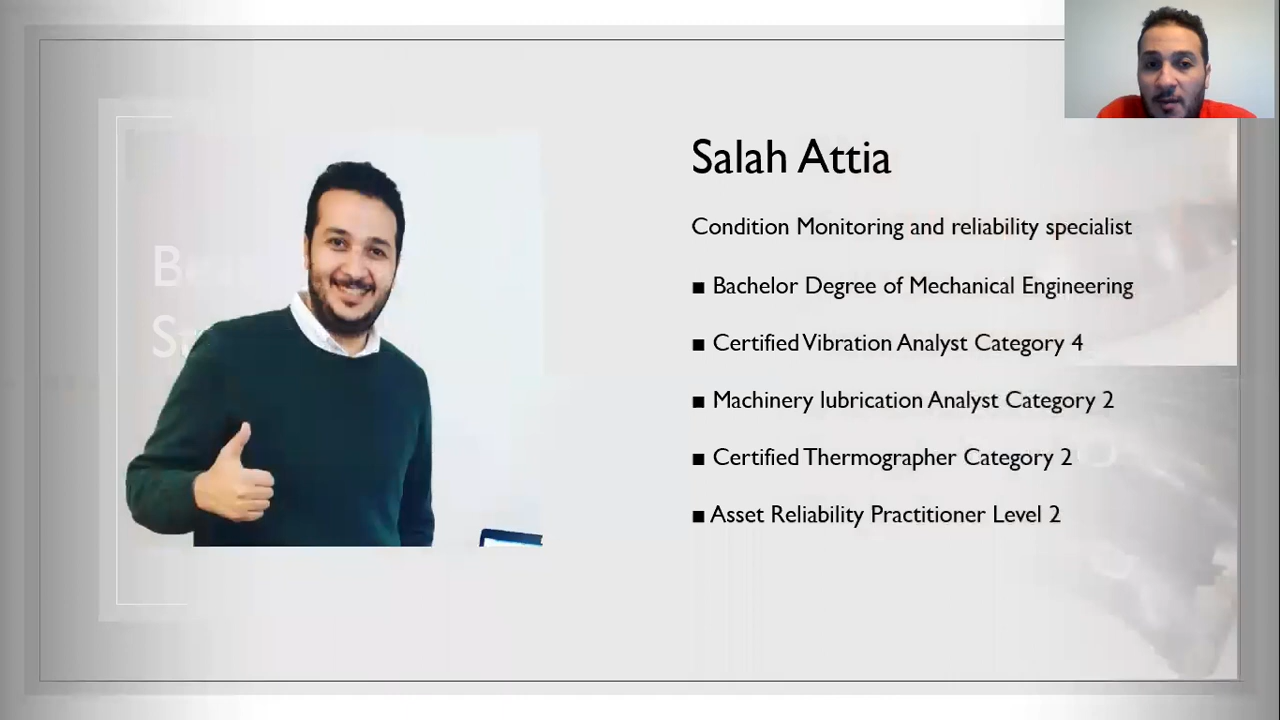 Salah Attia
Condition Monitoring and reliability specialist
■ Bachelor Degree of Mechanical Engineering
■ Certified Vibration Analyst Category 4
■ Machinery lubrication Analyst Category 2
■ Certified Thermographer Category 2
■ Asset Reliability Practitioner Level 2